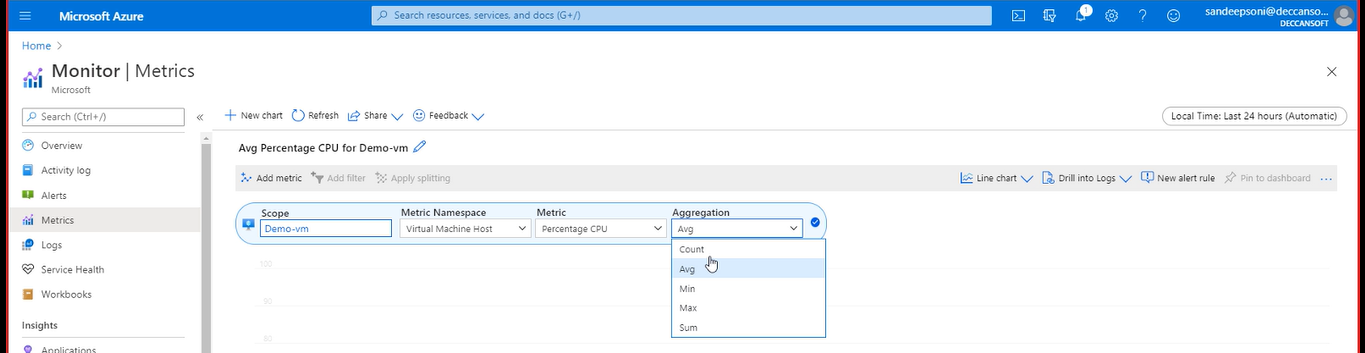 Microsoft Azure
Search resources, services, and docs (G+/)
1
sandeepsoni@deccanso...
DECCANSOFT
Home
Monitor | Metrics
Microsoft
Search (Ctrl+/)
«
New chart
Refresh
Share
Feedback
Local Time: Last 24 hours (Automatic)
Overview
Activity log
Alerts
Metrics
Logs
Service Health
Workbooks
Insights
Applications
Avg Percentage CPU for Demo-vm
Add metric
Add filter
Apply splitting
Line chart
Drill into Logs
New alert rule
Pin to dashboard
...
Scope
Metric Namespace
Metric
Aggregation
Demo-vm
Virtual Machine Host
Percentage CPU
Avg
Count
Avg
Min
Max
Sum
100
90
80